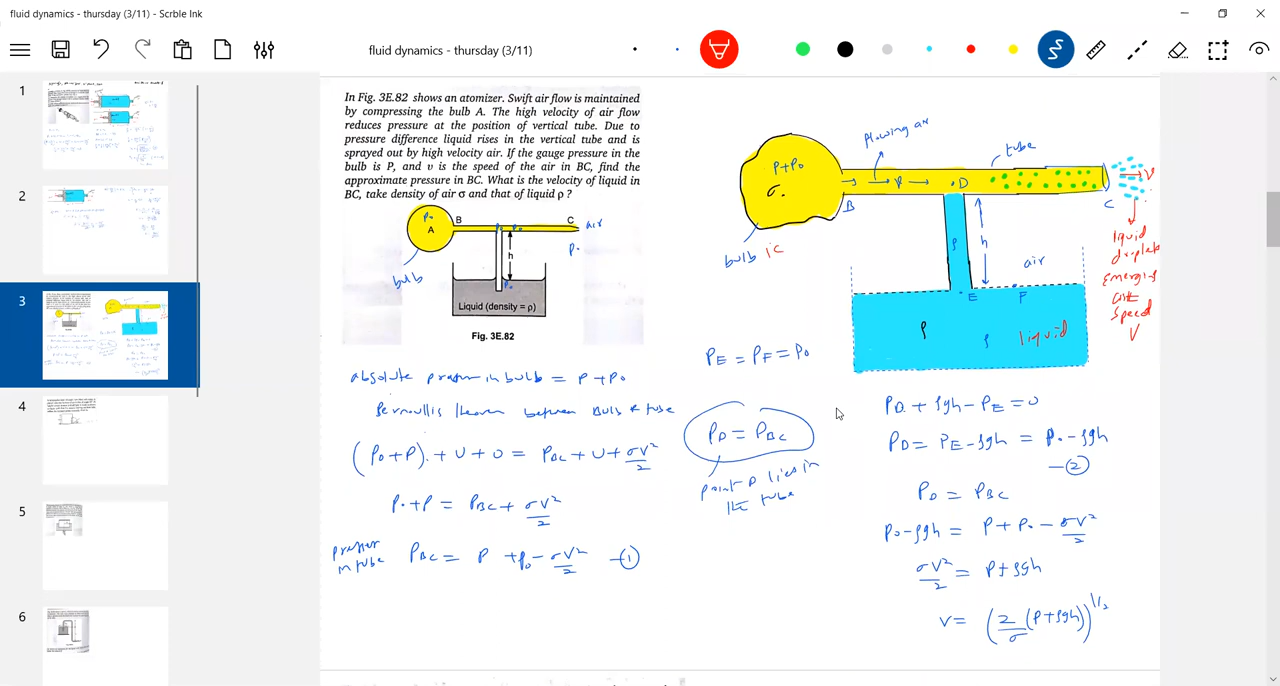 fluid dynamics - thursday (3/11) - Scrble Ink
fluid dynamics - thursday (3/11)
1
2
3
4
5
6
In Fig. 3E.82 shows an atomizer. Swift air flow is maintained
by compressing the bulb A. The high velocity of air flow
reduces pressure at the position of vertical tube. Due to
pressure difference liquid rises in the vertical tube and is
sprayed out by high velocity air. If the gauge pressure in the
bulb is P, and v is the speed of the air in BC, find the
approximate pressure in BC. What is the velocity of liquid in
BC, take density of air σ and that of liquid ρ ?
P.
A
B
C
air
P.
h
bulb
Liquid (density = ρ)
Fig. 3E.82
P+P₀
σ.
bulb
B
flowing air
D
tube
C
V
h
ρ
air
E
F
ρ
ρ
liquid
liquid
droplets
emerging
speed
V
absolute pressure in bulb = P + P₀
Bernoulli's theorem between bulb & tube
(P₀+P) + 0 + 0 = P_BC + 0 + σv²/2
P₀+P = P_BC + σv²/2
pressure in tube P_BC = P + P₀ - σv²/2 -①
P_E = P_F = P₀
P_D = P_BC
point D lies in
the tube
P_D + ρgh - P_E = 0
P_D = P_E - ρgh = P₀ - ρgh
-②
P_D = P_BC
P₀-ρgh = P + P₀ - σv²/2
σv²/2 = P+ρgh
v = (2/σ (P+ρgh))^1/2